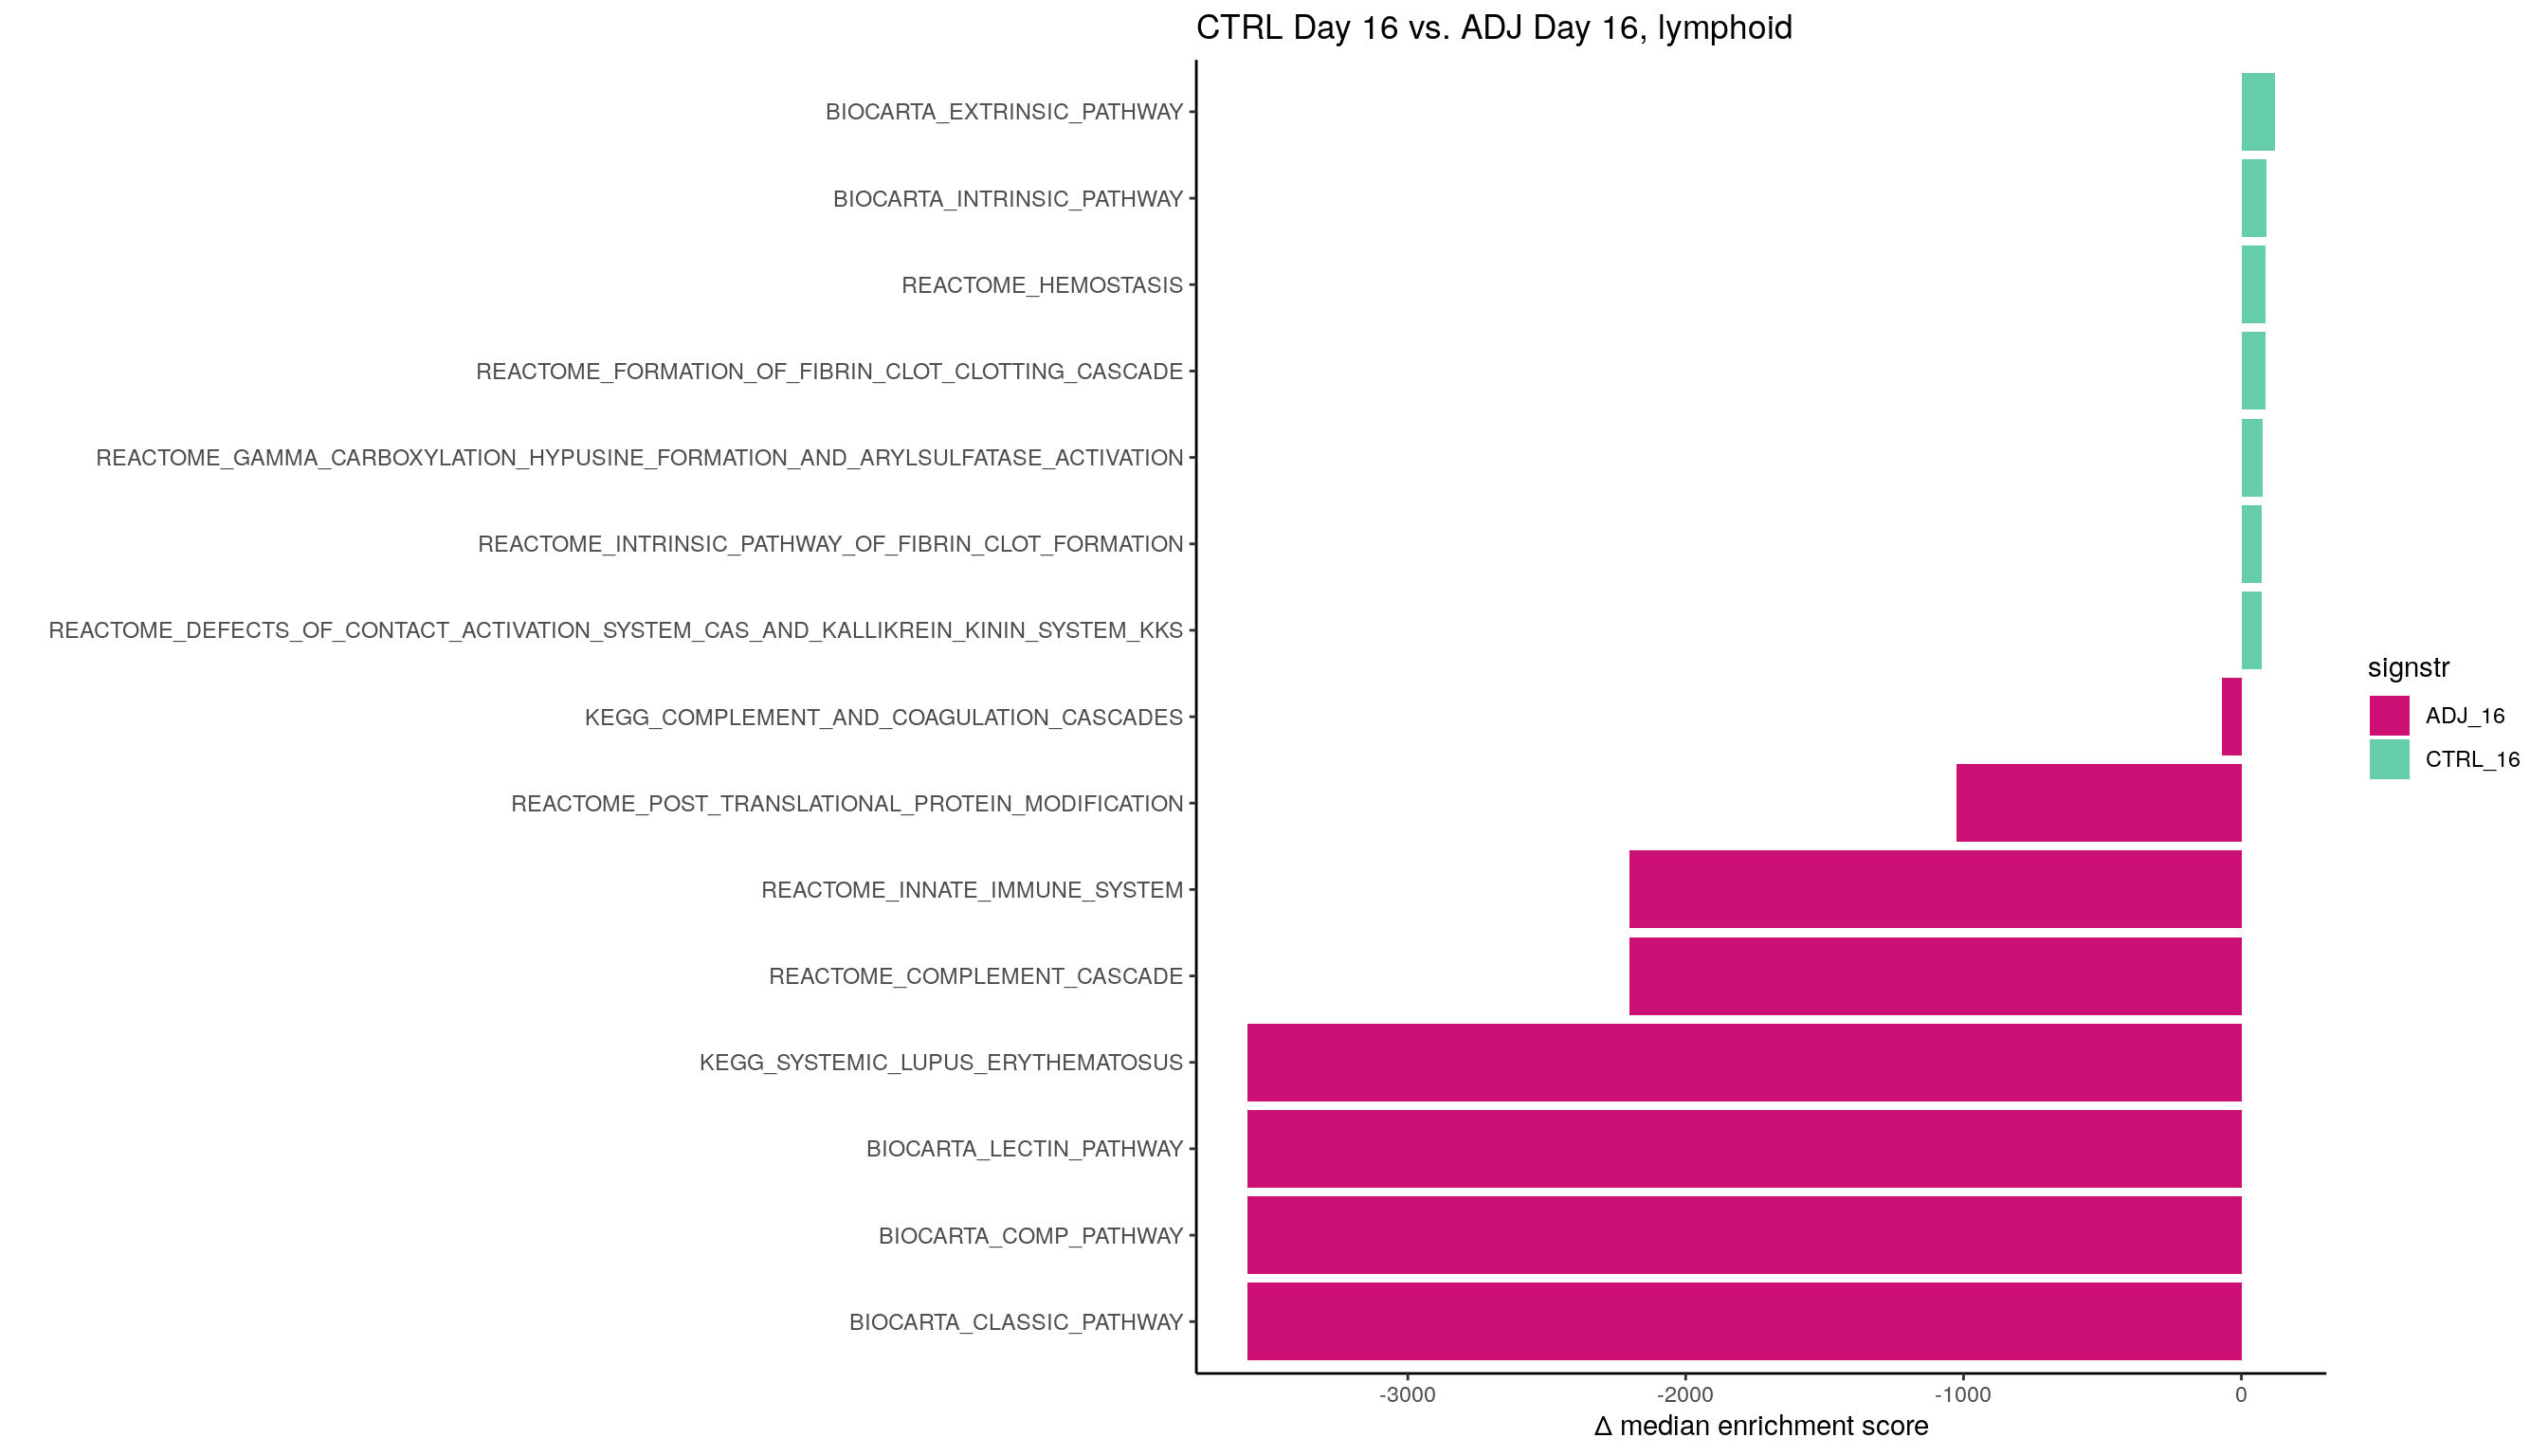 CTRL Day 16 vs. ADJ Day 16, lymphoid
BIOCARTA_EXTRINSIC_PATHWAY
BIOCARTA_INTRINSIC_PATHWAY
REACTOME_HEMOSTASIS
REACTOME_FORMATION_OF_FIBRIN_CLOT_CLOTTING_CASCADE
REACTOME_GAMMA_CARBOXYLATION_HYPUSINE_FORMATION_AND_ARYLSULFATASE_ACTIVATION
REACTOME_INTRINSIC_PATHWAY_OF_FIBRIN_CLOT_FORMATION
REACTOME_DEFECTS_OF_CONTACT_ACTIVATION_SYSTEM_CAS_AND_KALLIKREIN_KININ_SYSTEM_KKS
KEGG_COMPLEMENT_AND_COAGULATION_CASCADES
REACTOME_POST_TRANSLATIONAL_PROTEIN_MODIFICATION
REACTOME_INNATE_IMMUNE_SYSTEM
REACTOME_COMPLEMENT_CASCADE
KEGG_SYSTEMIC_LUPUS_ERYTHEMATOSUS
BIOCARTA_LECTIN_PATHWAY
BIOCARTA_COMP_PATHWAY
BIOCARTA_CLASSIC_PATHWAY
-3000 -2000 -1000 0
Δ median enrichment score
signstr
ADJ_16
CTRL_16